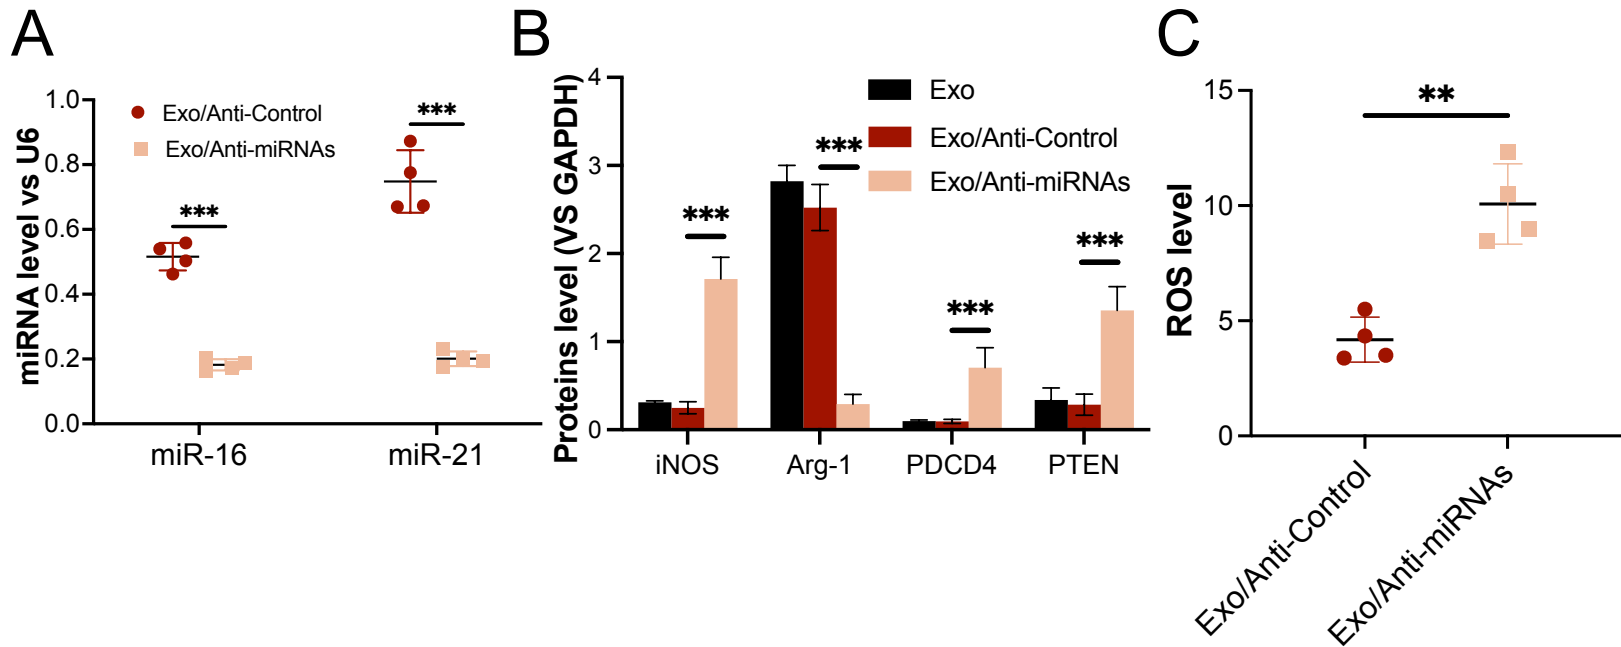 A
miRNA level vs U6
1.0
0.8
0.6
0.4
0.2
0.0
Exo/Anti-Control
Exo/Anti-miRNAs
***
***
miR-16
miR-21
B
Proteins level (VS GAPDH)
4
3
2
1
0
Exo
Exo/Anti-Control
Exo/Anti-miRNAs
***
***
***
***
iNOS
Arg-1
PDCD4
PTEN
C
ROS level
15
10
5
0
**
Exo/Anti-Control
Exo/Anti-miRNAs